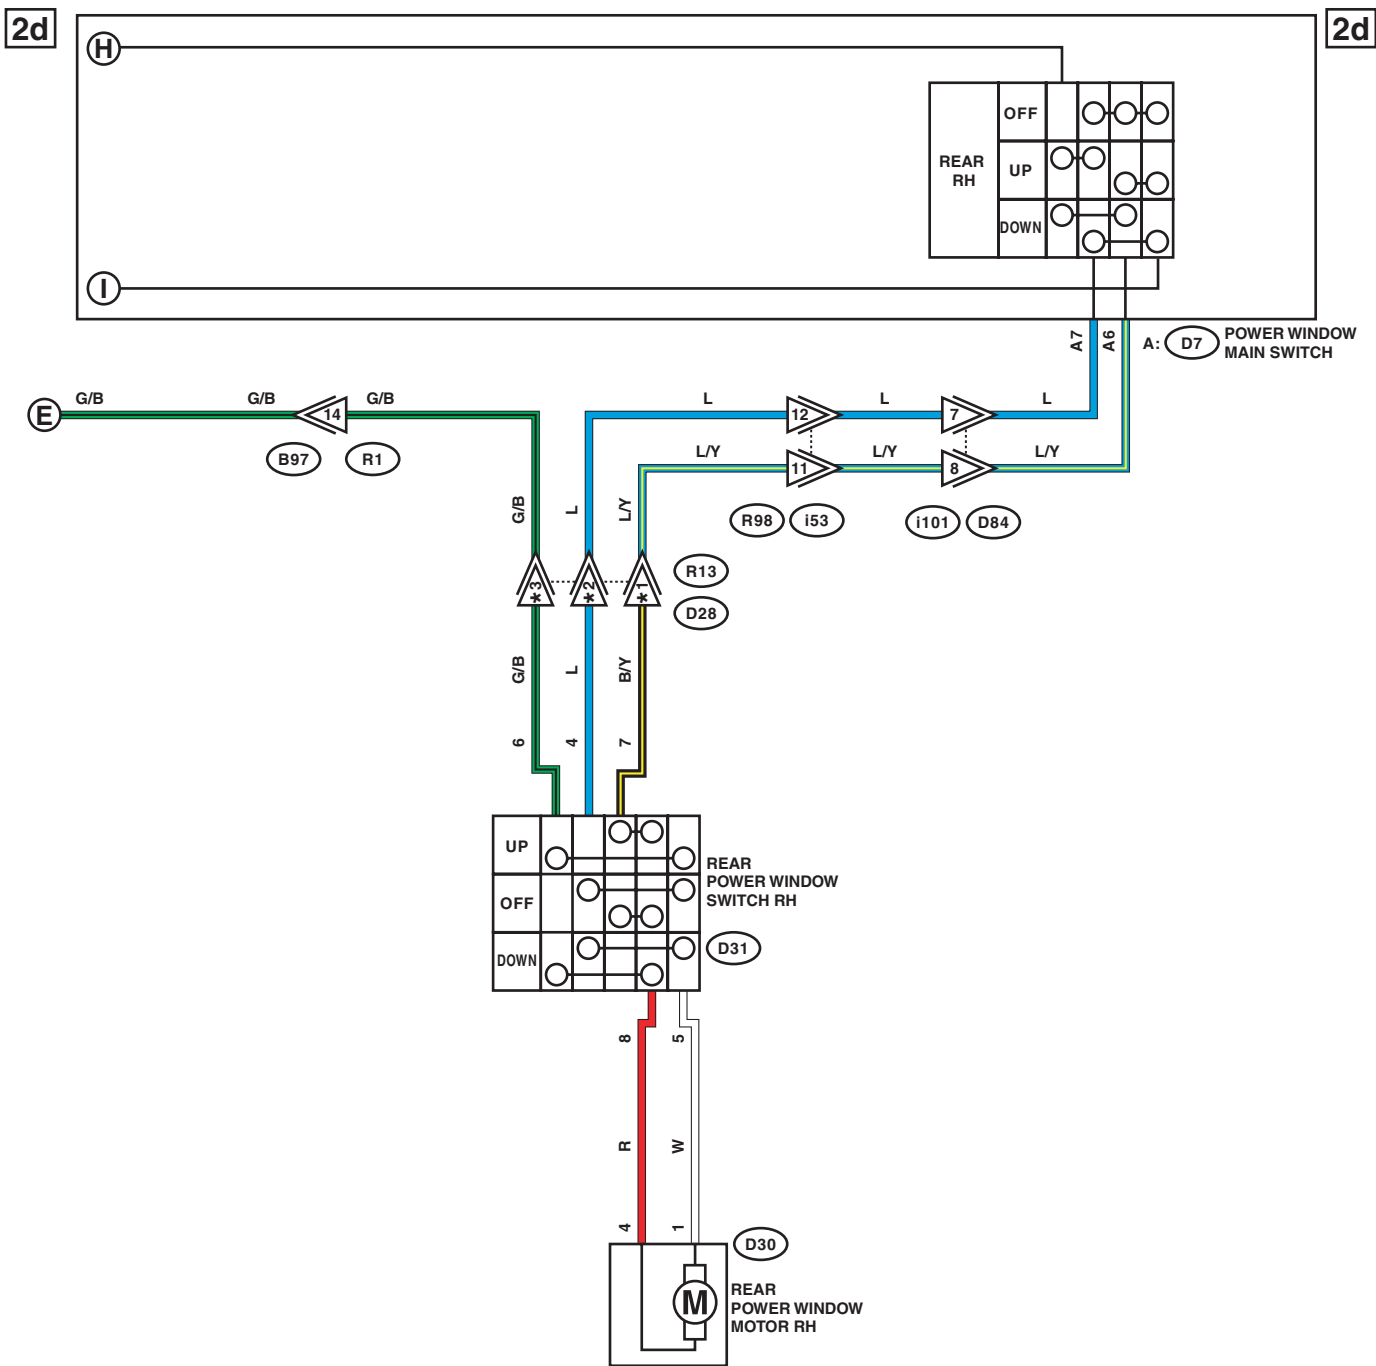 2d
2d
H
OFF
REAR
RH
UP
DOWN
I
A7
A6
A:
D7
POWER WINDOW
MAIN SWITCH
E
G/B
G/B
14
G/B
L
12
L
7
L
B97
R1
L/Y
11
L/Y
8
L/Y
G/B
L
L/Y
R98
i53
i101
D84
*3
*2
*1
R13
D28
G/B
L
B/Y
6
4
7
UP
OFF
DOWN
REAR
POWER WINDOW
SWITCH RH
D31
8
5
R
W
4
1
D30
M
REAR
POWER WINDOW
MOTOR RH